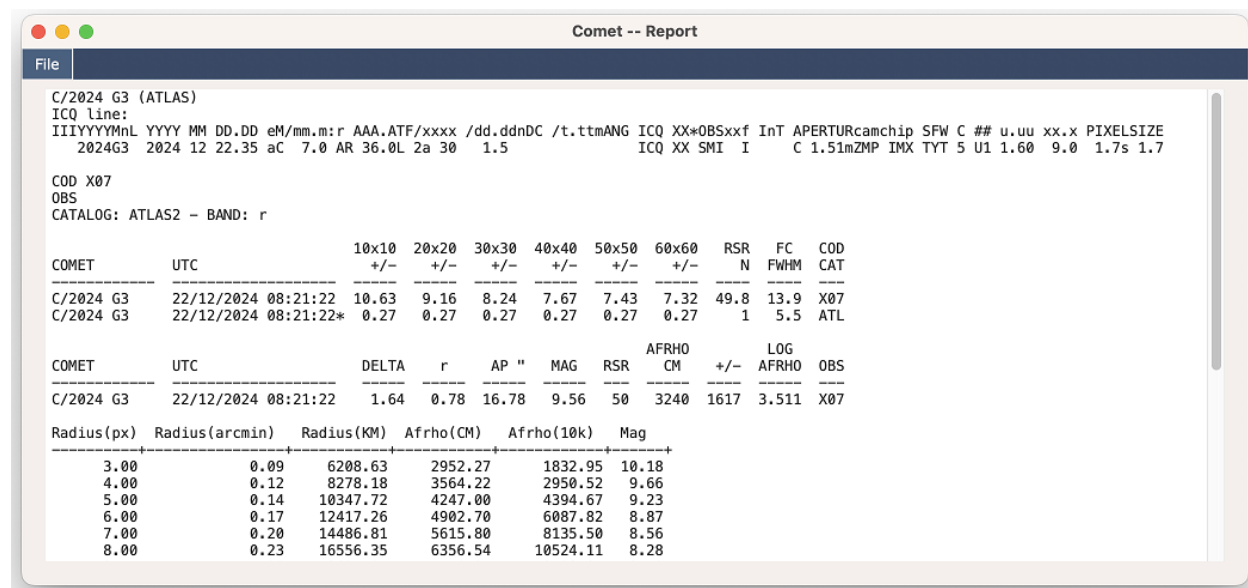 Comet -- Report
File
C/2024 G3 (ATLAS)
ICQ line:
IIIYYYYMnL YYYY MM DD.DD eM/mm.m:r AAA.ATF/xxxx /dd.ddnDC /t.ttmANG ICQ XX*OBSxxf InT APERTURcamchip SFW C ## u.uu xx.x PIXELSIZE
2024G3 2024 12 22.35 aC 7.0 AR 36.0L 2a 30 1.5 ICQ XX SMI I C 1.51mZMP IMX TYT 5 U1 1.60 9.0 1.7s 1.7
COD X07
OBS
CATALOG: ATLAS2 – BAND: r
10x10 20x20 30x30 40x40 50x50 60x60 RSR FC COD
COMET UTC +/– +/– +/– +/– +/– +/– N FWHM CAT
------------ -------------------- ----- ----- ----- ----- ----- ----- ---- ---- ---
C/2024 G3 22/12/2024 08:21:22 10.63 9.16 8.24 7.67 7.43 7.32 49.8 13.9 X07
C/2024 G3 22/12/2024 08:21:22* 0.27 0.27 0.27 0.27 0.27 0.27 1 5.5 ATL
AFRHO LOG
COMET UTC DELTA r AP " MAG RSR CM +/– AFRHO OBS
------------ -------------------- ----- ----- ----- ----- --- ----- ---- ----- ---
C/2024 G3 22/12/2024 08:21:22 1.64 0.78 16.78 9.56 50 3240 1617 3.511 X07
Radius(px) Radius(arcmin) Radius(KM) Afrho(CM) Afrho(10k) Mag
----------+----------------+-----------+-----------+------------+------+
3.00 0.09 6208.63 2952.27 1832.95 10.18
4.00 0.12 8278.18 3564.22 2950.52 9.66
5.00 0.14 10347.72 4247.00 4394.67 9.23
6.00 0.17 12417.26 4902.70 6087.82 8.87
7.00 0.20 14486.81 5615.80 8135.50 8.56
8.00 0.23 16556.35 6356.54 10524.11 8.28